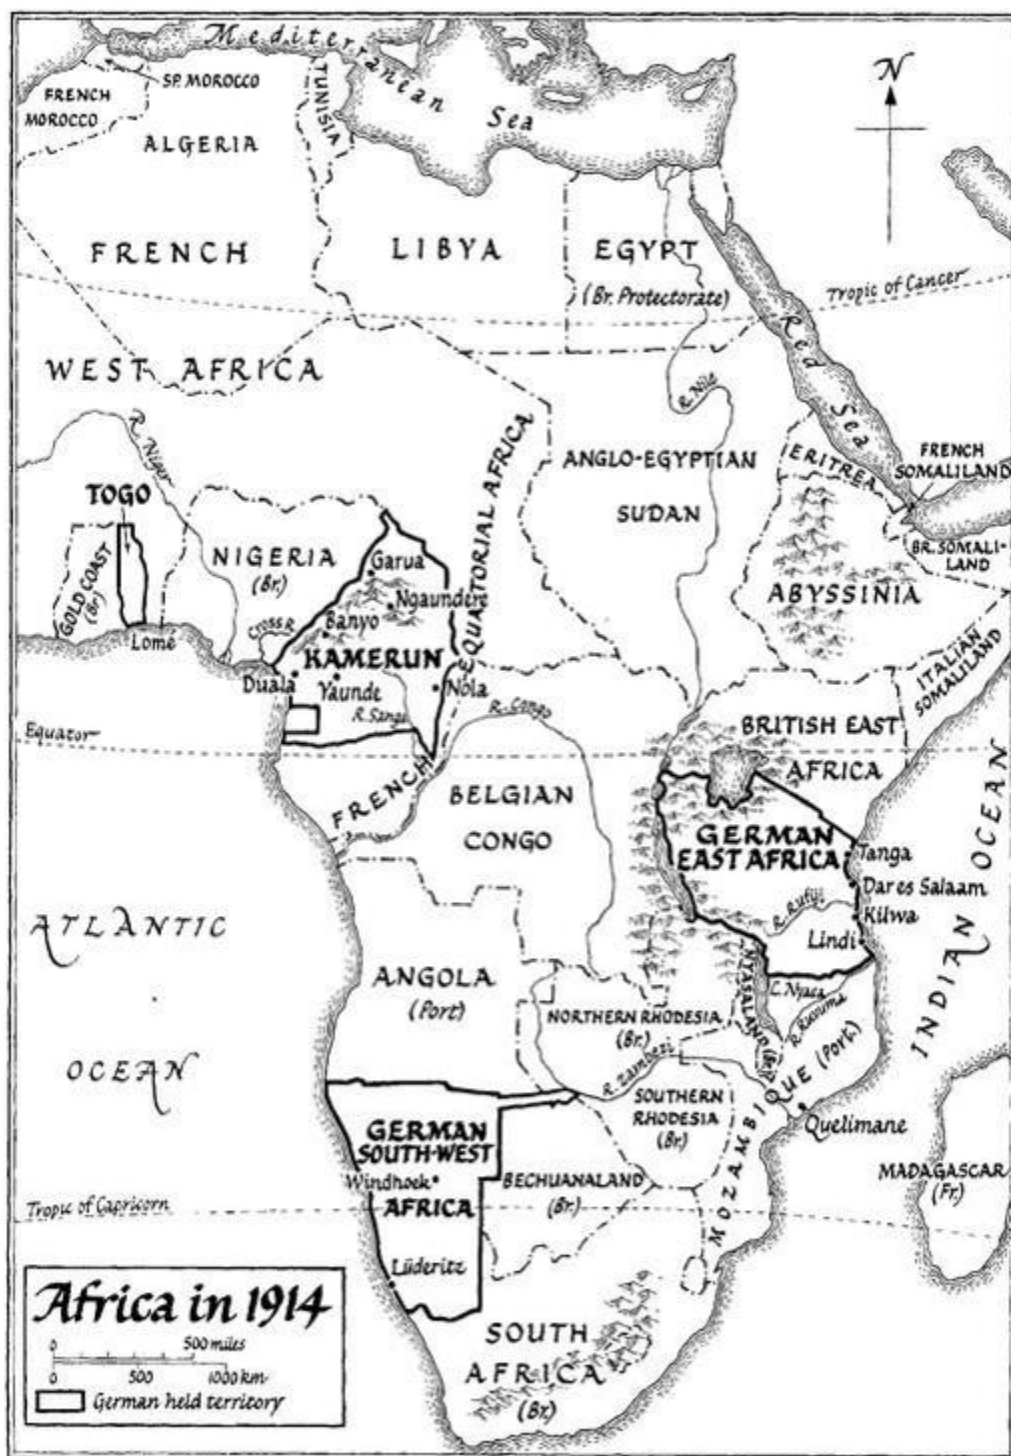 Mediterranean Sea
N
SP. MOROCCO
FRENCH
MOROCCO
TUNISIA
ALGERIA
FRENCH
LIBYA
EGYPT
(Br. Protectorate)
Tropic of Cancer
Red Sea
WEST AFRICA
R. Nile
R. Niger
EQUATORIAL AFRICA
ANGLO-EGYPTIAN
SUDAN
ERITREA
FRENCH
SOMALILAND
TOGO
NIGERIA
(Br.)
GOLD COAST
(Br)
Garua
Ngaundere
BR. SOMALI-
LAND
ABYSSINIA
Cross R.
Banyo
Lomé
KAMERUN
ITALIAN
SOMALILAND
Duala
Yaunde
Nola
R. Sanga
R. Congo
Equator
BRITISH EAST
AFRICA
FRENCH
BELGIAN
CONGO
GERMAN
EAST AFRICA
Tanga
Dar es Salaam
R. Rufiji
Kilwa
Lindi
INDIAN OCEAN
ATLANTIC
OCEAN
ANGOLA
(Port)
NYASALAND (Br.)
L. Nyasa
R. Ruvuma
NORTHERN RHODESIA
(Br.)
R. Zambezi
MOZAMBIQUE (Port.)
SOUTHERN
RHODESIA
(Br.)
Quelimane
GERMAN
SOUTH-WEST
AFRICA
Windhoek
BECHUANALAND
(Br.)
MADAGASCAR
(Fr.)
Tropic of Capricorn
Lüderitz
SOUTH
AFRICA
(Br.)
Africa in 1914
0 500 miles
0 500 1000 km
German held territory